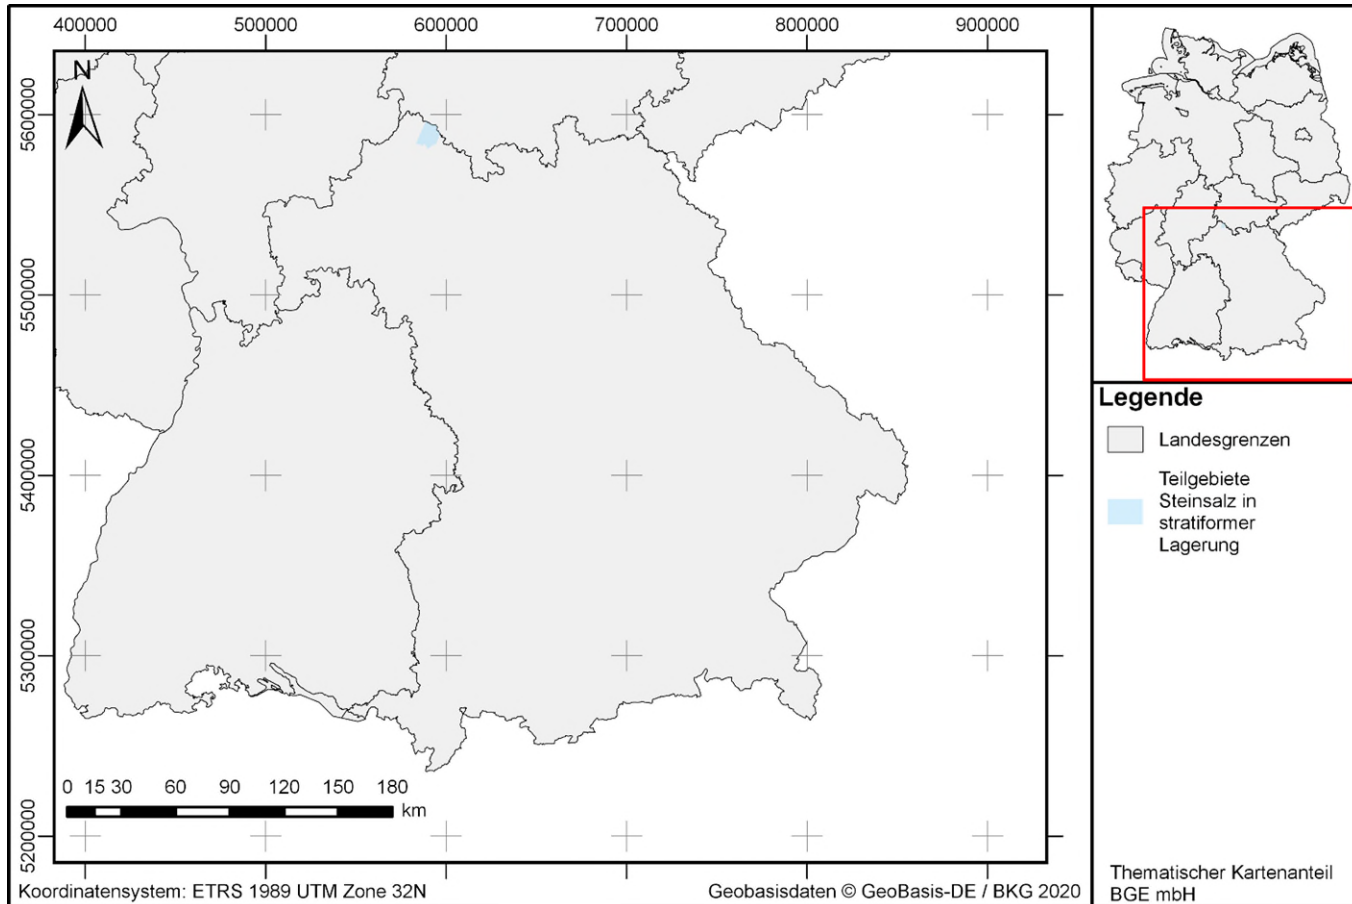 400000 500000 600000 700000 800000 900000
N
5600000
5500000
5400000
5300000
5200000
0 15 30 60 90 120 150 180
km
Koordinatensystem: ETRS 1989 UTM Zone 32N
Geobasisdaten © GeoBasis-DE / BKG 2020
Legende
Landesgrenzen
Teilgebiete
Steinsalz in
stratiformer
Lagerung
Thematischer Kartenanteil
BGE mbH